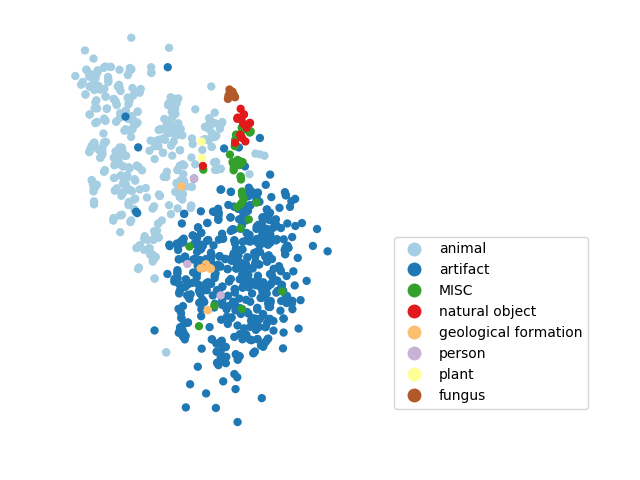 animal
artifact
MISC
natural object
geological formation
person
plant
fungus